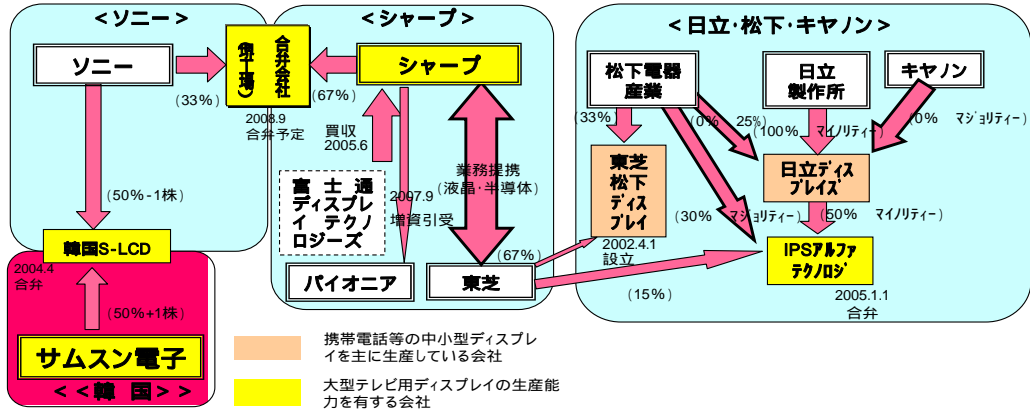 ＜ソニー＞
ソニー
(33%)
合弁会社
(堺工場)
2008.9
合弁予定
(50%-1株)
韓国S-LCD
2004.4
合弁
(50%+1株)
サムスン電子
＜＜韓 国＞＞
＜シャープ＞
シャープ
(67%)
買収
2005.6
富士通
ディスプレ
イ テクノ
ロジーズ
2007.9
増資引受
業務提携
(液晶・半導体)
パイオニア
東芝
(67%)
(15%)
＜日立・松下・キヤノン＞
松下電器
産業
日立
製作所
キヤノン
(33%)
(0% 25%)
(100% マイノリティー)
(0% マジョリティー)
東芝
松下
ディス
プレイ
2002.4.1
設立
日立ディス
プレイズ
(30% マジョリティー)
(50% マイノリティー)
IPSアルファ
テクノロジ
2005.1.1
合弁
携帯電話等の中小型ディスプレ
イを主に生産している会社
大型テレビ用ディスプレイの生産能
力を有する会社